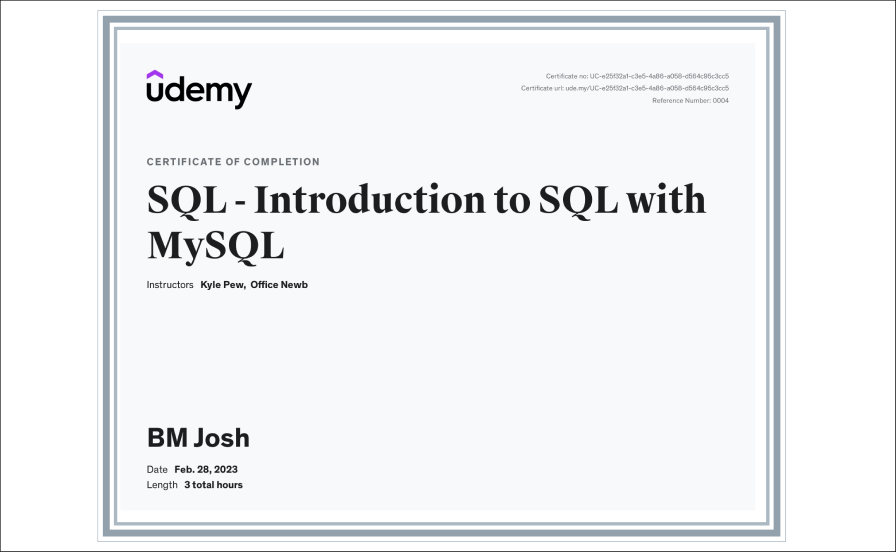 udemy
Certificate no: UC-e25f32a1-c3e5-4a86-a058-d564c95c3cc5
Certificate url: ude.my/UC-e25f32a1-c3e5-4a86-a058-d564c95c3cc5
Reference Number: 0004
CERTIFICATE OF COMPLETION
SQL - Introduction to SQL with
MySQL
Instructors Kyle Pew, Office Newb
BM Josh
Date Feb. 28, 2023
Length 3 total hours